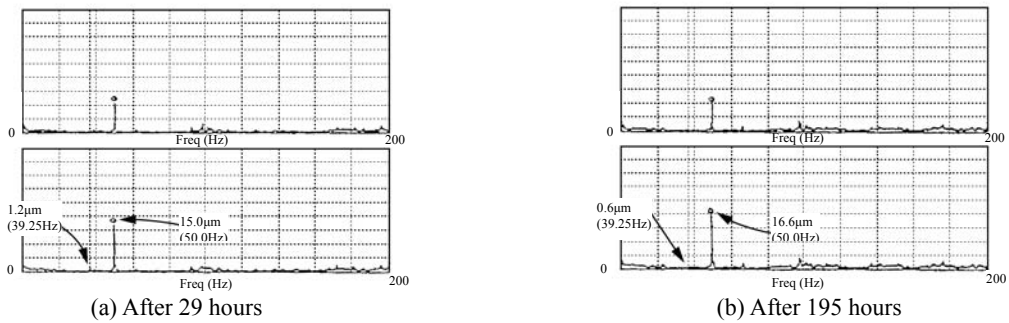 0
Freq (Hz)
200
1.2μm
(39.25Hz)
15.0μm
(50.0Hz)
0
Freq (Hz)
200
(a) After 29 hours
0
Freq (Hz)
200
0.6μm
(39.25Hz)
16.6μm
(50.0Hz)
0
Freq (Hz)
200
(b) After 195 hours